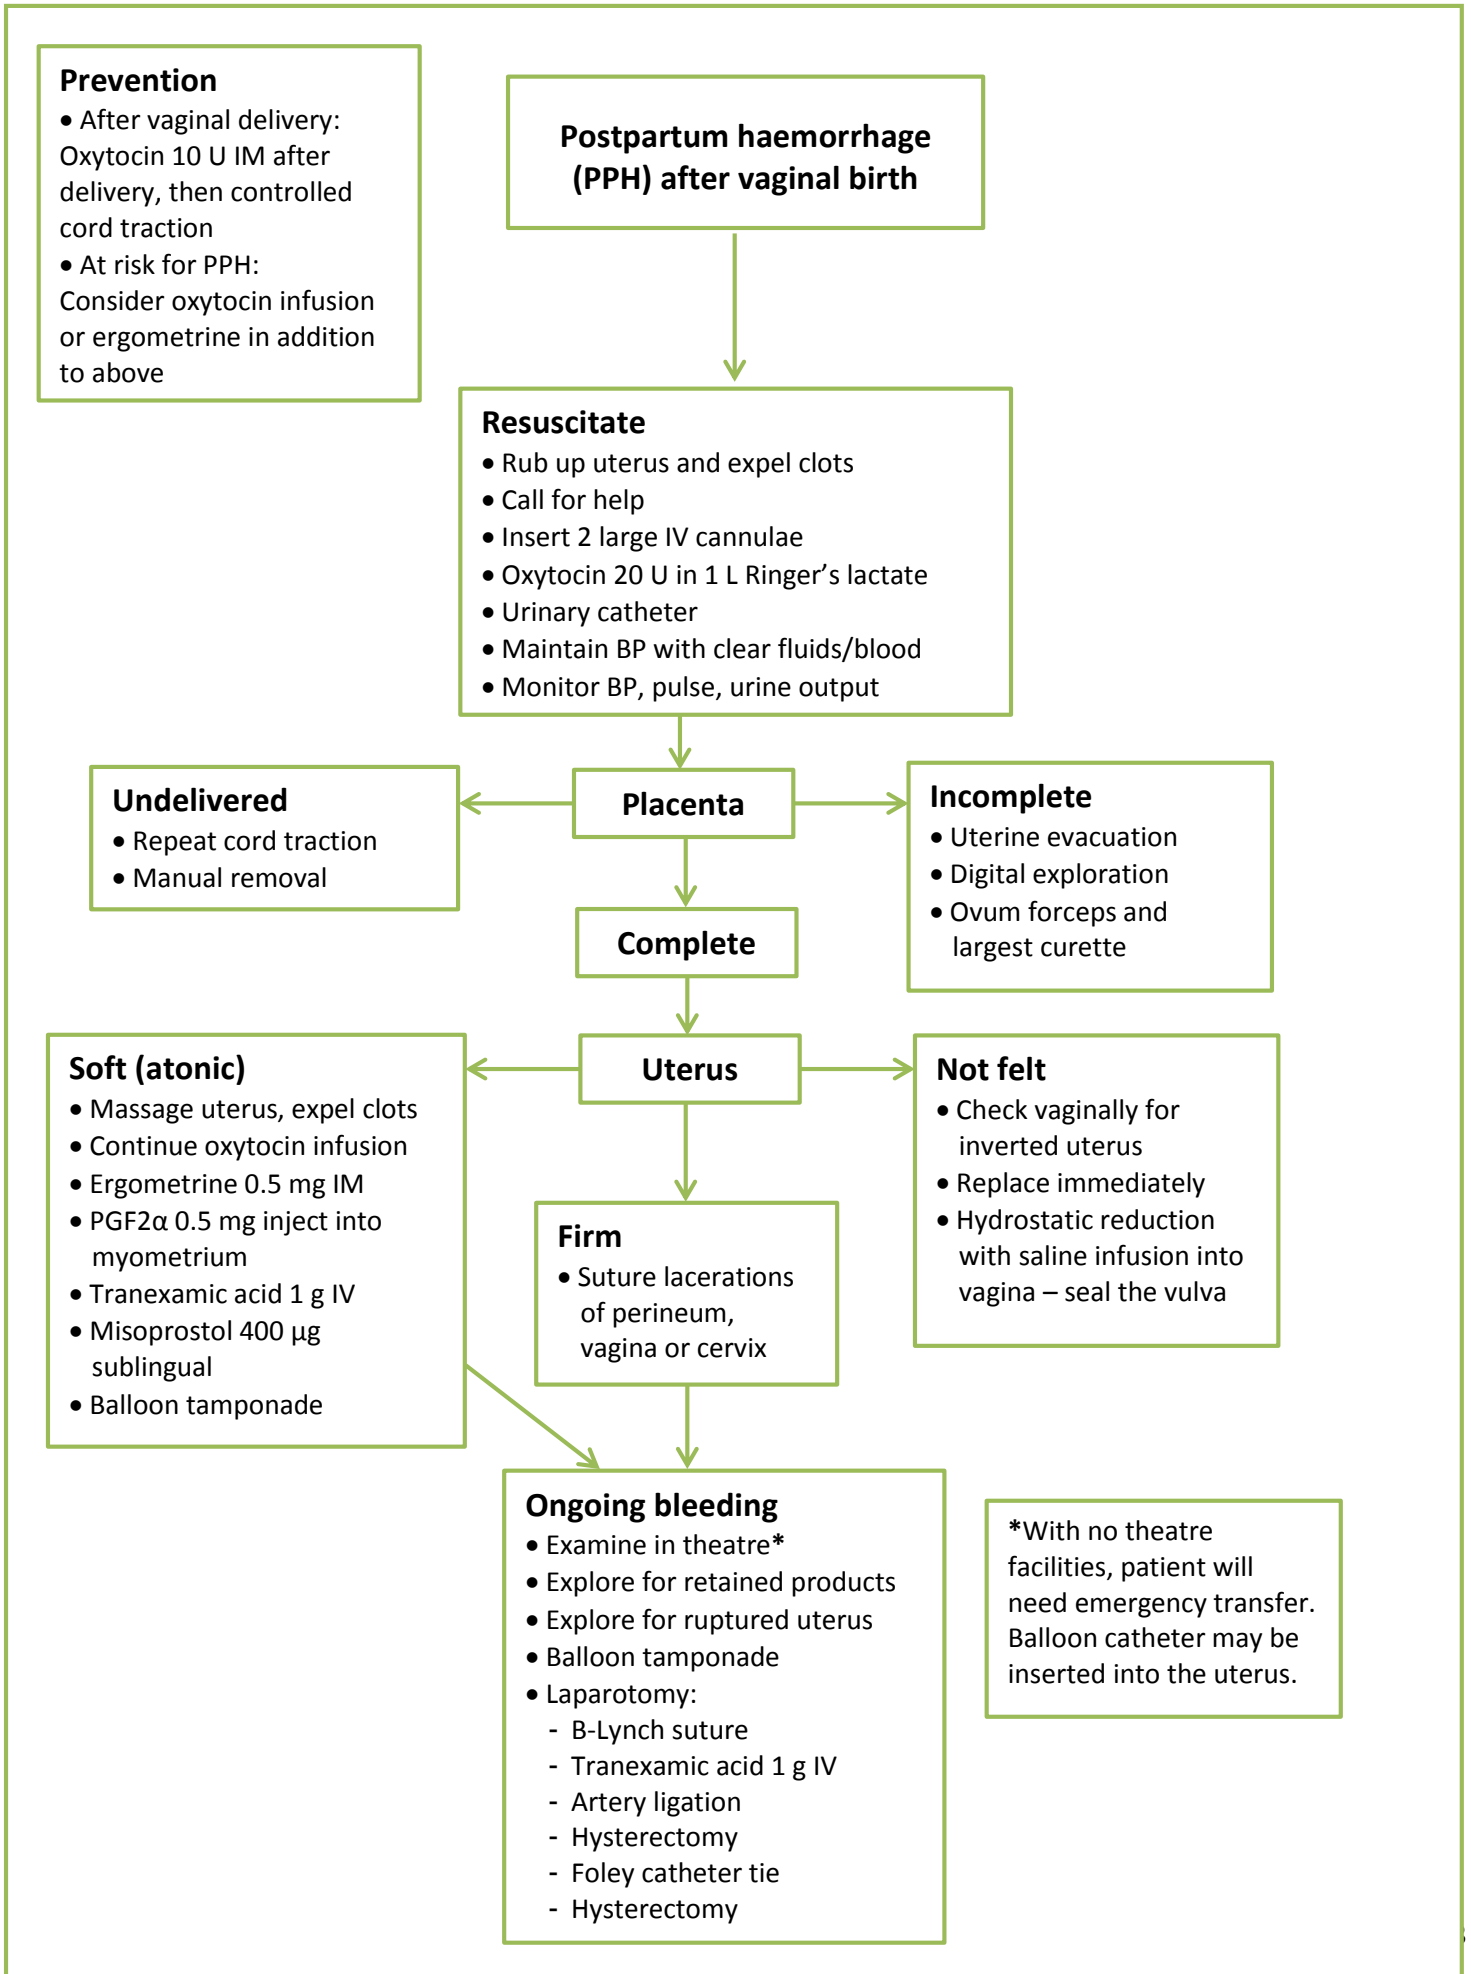 Prevention
• After vaginal delivery:
Oxytocin 10 U IM after
delivery, then controlled
cord traction
• At risk for PPH:
Consider oxytocin infusion
or ergometrine in addition
to above
Postpartum haemorrhage
(PPH) after vaginal birth
Resuscitate
• Rub up uterus and expel clots
• Call for help
• Insert 2 large IV cannulae
• Oxytocin 20 U in 1 L Ringer’s lactate
• Urinary catheter
• Maintain BP with clear fluids/blood
• Monitor BP, pulse, urine output
Undelivered
• Repeat cord traction
• Manual removal
Placenta
Incomplete
• Uterine evacuation
• Digital exploration
• Ovum forceps and
largest curette
Complete
Soft (atonic)
• Massage uterus, expel clots
• Continue oxytocin infusion
• Ergometrine 0.5 mg IM
• PGF2α 0.5 mg inject into
myometrium
• Tranexamic acid 1 g IV
• Misoprostol 400 µg
sublingual
• Balloon tamponade
Uterus
Not felt
• Check vaginally for
inverted uterus
• Replace immediately
• Hydrostatic reduction
with saline infusion into
vagina – seal the vulva
Firm
• Suture lacerations
of perineum,
vagina or cervix
Ongoing bleeding
• Examine in theatre*
• Explore for retained products
• Explore for ruptured uterus
• Balloon tamponade
• Laparotomy:
- B-Lynch suture
- Tranexamic acid 1 g IV
- Artery ligation
- Hysterectomy
- Foley catheter tie
- Hysterectomy
*With no theatre
facilities, patient will
need emergency transfer.
Balloon catheter may be
inserted into the uterus.